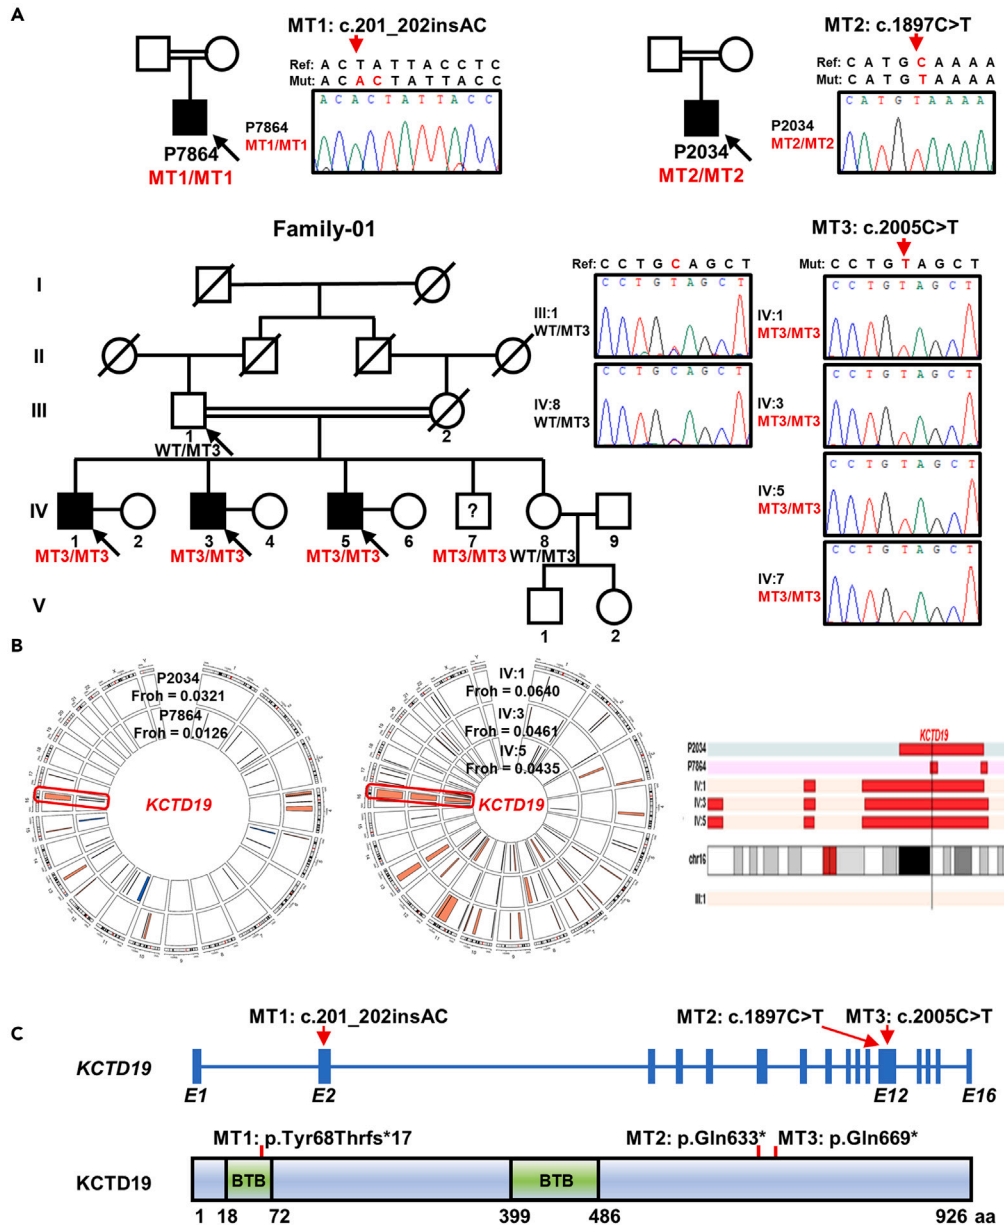 A
MT1: c.201_202insAC
Ref: A C T A T T A C C T C
Mut: A C A C T A T T A C C
A C A C T A T T A C C
P7864
MT1/MT1
P7864
MT1/MT1
MT2: c.1897C>T
Ref: C A T G C A A A A
Mut: C A T G T A A A A
C A T G T A A A A
P2034
MT2/MT2
P2034
MT2/MT2
Family-01
I
II
III
IV
V
1
WT/MT3
2
?
1 2 3 4 5 6 7 8 9
MT3/MT3 MT3/MT3 MT3/MT3 MT3/MT3 WT/MT3
1 2
MT3: c.2005C>T
Ref: C C T G C A G C T
Mut: C C T G T A G C T
III:1
WT/MT3
C C T G T A G C T
IV:8
WT/MT3
C C T G C A G C T
IV:1
MT3/MT3
C C T G T A G C T
IV:3
MT3/MT3
C C T G T A G C T
IV:5
MT3/MT3
C C T G T A G C T
IV:7
MT3/MT3
C C T G T A G C T
B
P2034
Froh = 0.0321
P7864
Froh = 0.0126
KCTD19
IV:1
Froh = 0.0640
IV:3
Froh = 0.0461
IV:5
Froh = 0.0435
KCTD19
KCTD19
P2034
P7864
IV:1
IV:3
IV:5
chr16
III:1
C
MT1: c.201_202insAC
MT2: c.1897C>T
MT3: c.2005C>T
KCTD19
E1 E2 E12 E16
MT1: p.Tyr68Thrfs*17
MT2: p.Gln633*
MT3: p.Gln669*
KCTD19
BTB BTB
1 18 72 399 486 926 aa